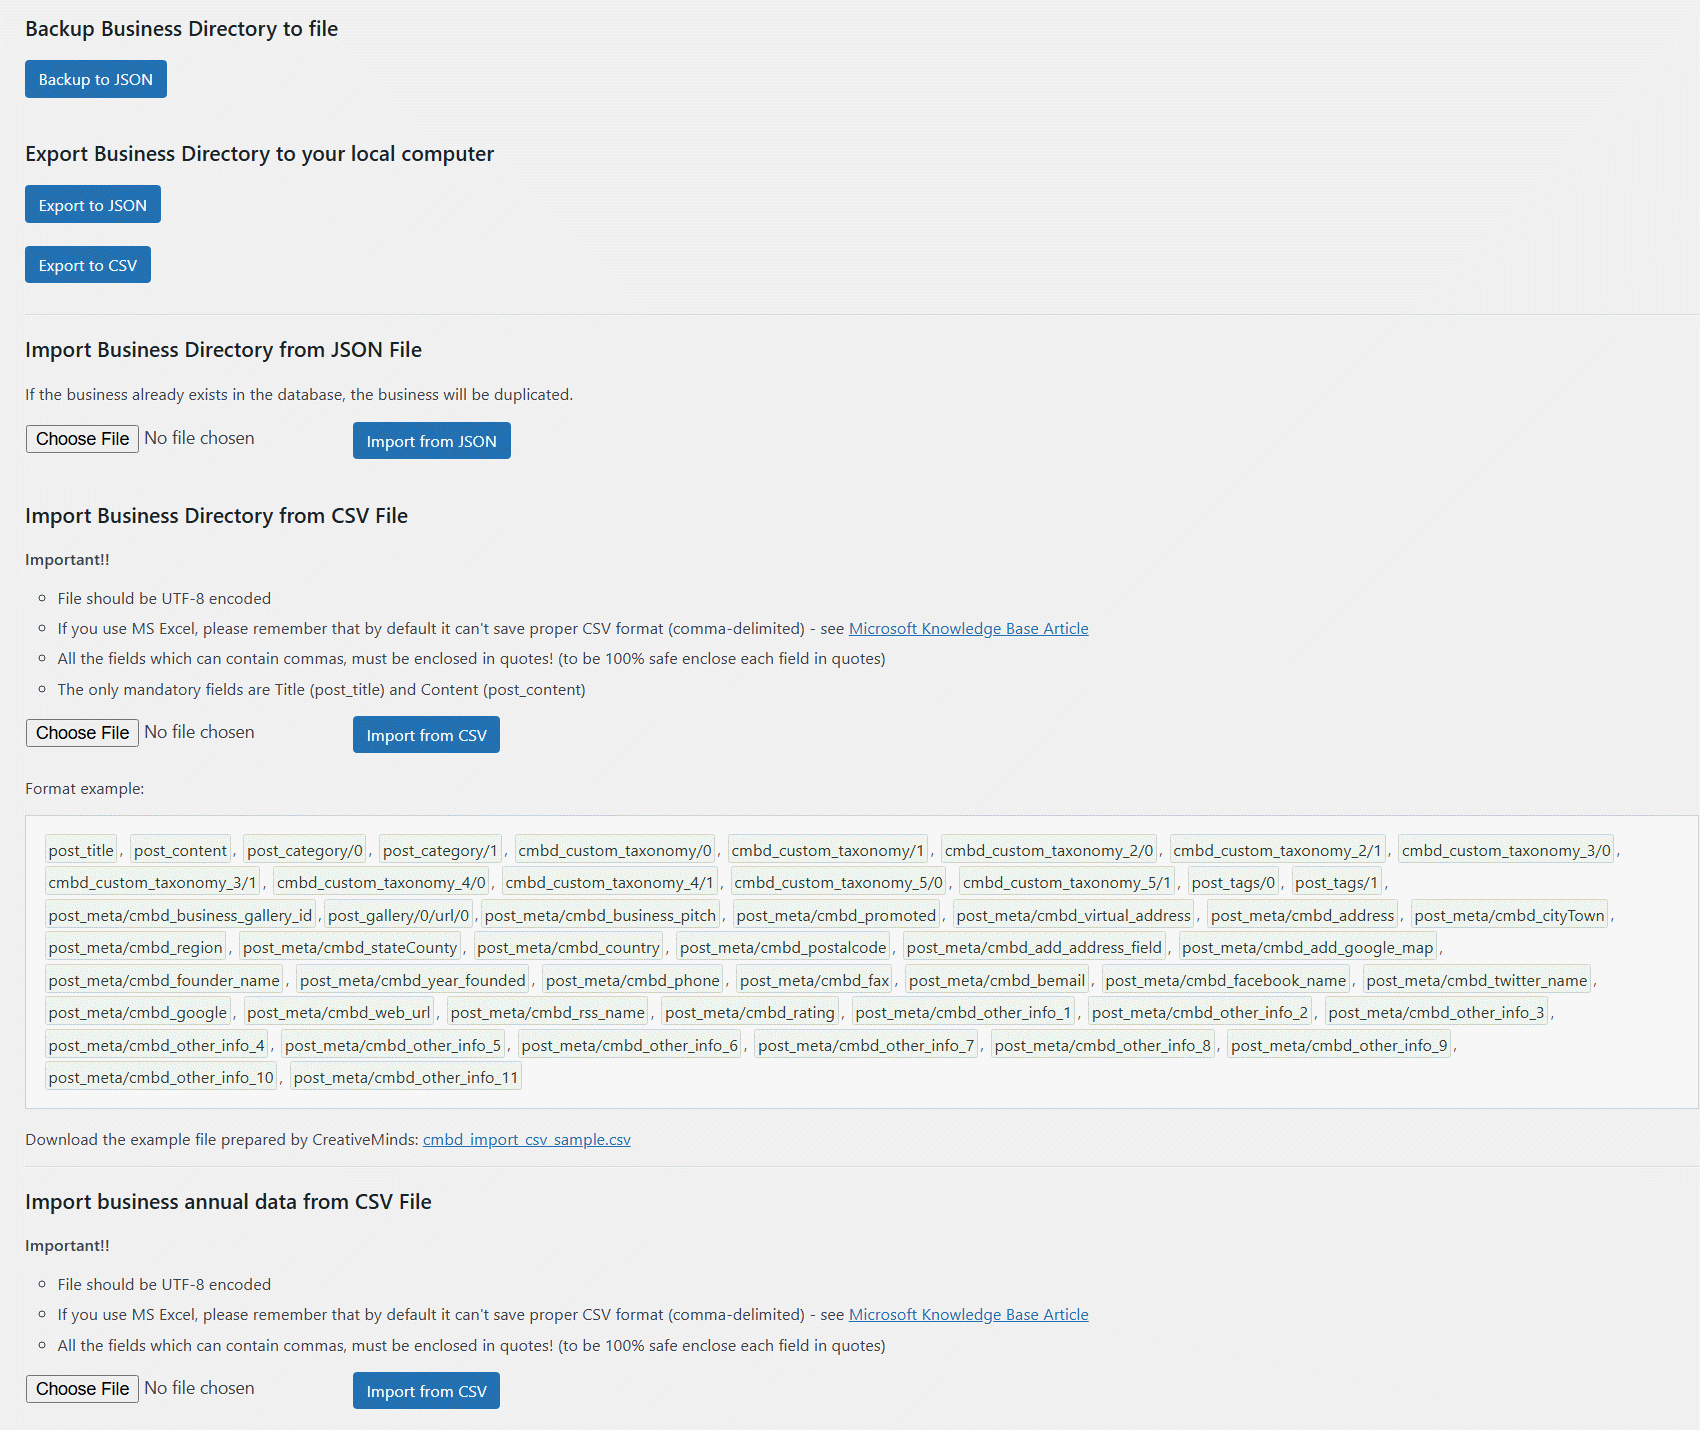 Backup Business Directory to file
Backup to JSON
Export Business Directory to your local computer
Export to JSON
Export to CSV
Import Business Directory from JSON File
If the business already exists in the database, the business will be duplicated.
Choose File No file chosen Import from JSON
Import Business Directory from CSV File
Important!!
File should be UTF-8 encoded
If you use MS Excel, please remember that by default it can't save proper CSV format (comma-delimited) - see Microsoft Knowledge Base Article
All the fields which can contain commas, must be enclosed in quotes! (to be 100% safe enclose each field in quotes)
The only mandatory fields are Title (post_title) and Content (post_content)
Choose File No file chosen Import from CSV
Format example:
post_title, post_content, post_category/0, post_category/1, cmbd_custom_taxonomy/0, cmbd_custom_taxonomy/1, cmbd_custom_taxonomy_2/0, cmbd_custom_taxonomy_2/1, cmbd_custom_taxonomy_3/0,
cmbd_custom_taxonomy_3/1, cmbd_custom_taxonomy_4/0, cmbd_custom_taxonomy_4/1, cmbd_custom_taxonomy_5/0, cmbd_custom_taxonomy_5/1, post_tags/0, post_tags/1,
post_meta/cmbd_business_gallery_id,post_gallery/0/url/0,post_meta/cmbd_business_pitch, post_meta/cmbd_promoted, post_meta/cmbd_virtual_address, post_meta/cmbd_address, post_meta/cmbd_cityTown,
post_meta/cmbd_region, post_meta/cmbd_stateCounty, post_meta/cmbd_country, post_meta/cmbd_postalcode, post_meta/cmbd_add_address_field, post_meta/cmbd_add_google_map,
post_meta/cmbd_founder_name, post_meta/cmbd_year_founded, post_meta/cmbd_phone, post_meta/cmbd_fax, post_meta/cmbd_bemail, post_meta/cmbd_facebook_name, post_meta/cmbd_twitter_name,
post_meta/cmbd_google, post_meta/cmbd_web_url, post_meta/cmbd_rss_name, post_meta/cmbd_rating, post_meta/cmbd_other_info_1, post_meta/cmbd_other_info_2, post_meta/cmbd_other_info_3,
post_meta/cmbd_other_info_4, post_meta/cmbd_other_info_5, post_meta/cmbd_other_info_6, post_meta/cmbd_other_info_7, post_meta/cmbd_other_info_8, post_meta/cmbd_other_info_9,
post_meta/cmbd_other_info_10, post_meta/cmbd_other_info_11
Download the example file prepared by CreativeMinds: cmbd_import_csv_sample.csv
Import business annual data from CSV File
Important!!
File should be UTF-8 encoded
If you use MS Excel, please remember that by default it can't save proper CSV format (comma-delimited) - see Microsoft Knowledge Base Article
All the fields which can contain commas, must be enclosed in quotes! (to be 100% safe enclose each field in quotes)
Choose File No file chosen Import from CSV